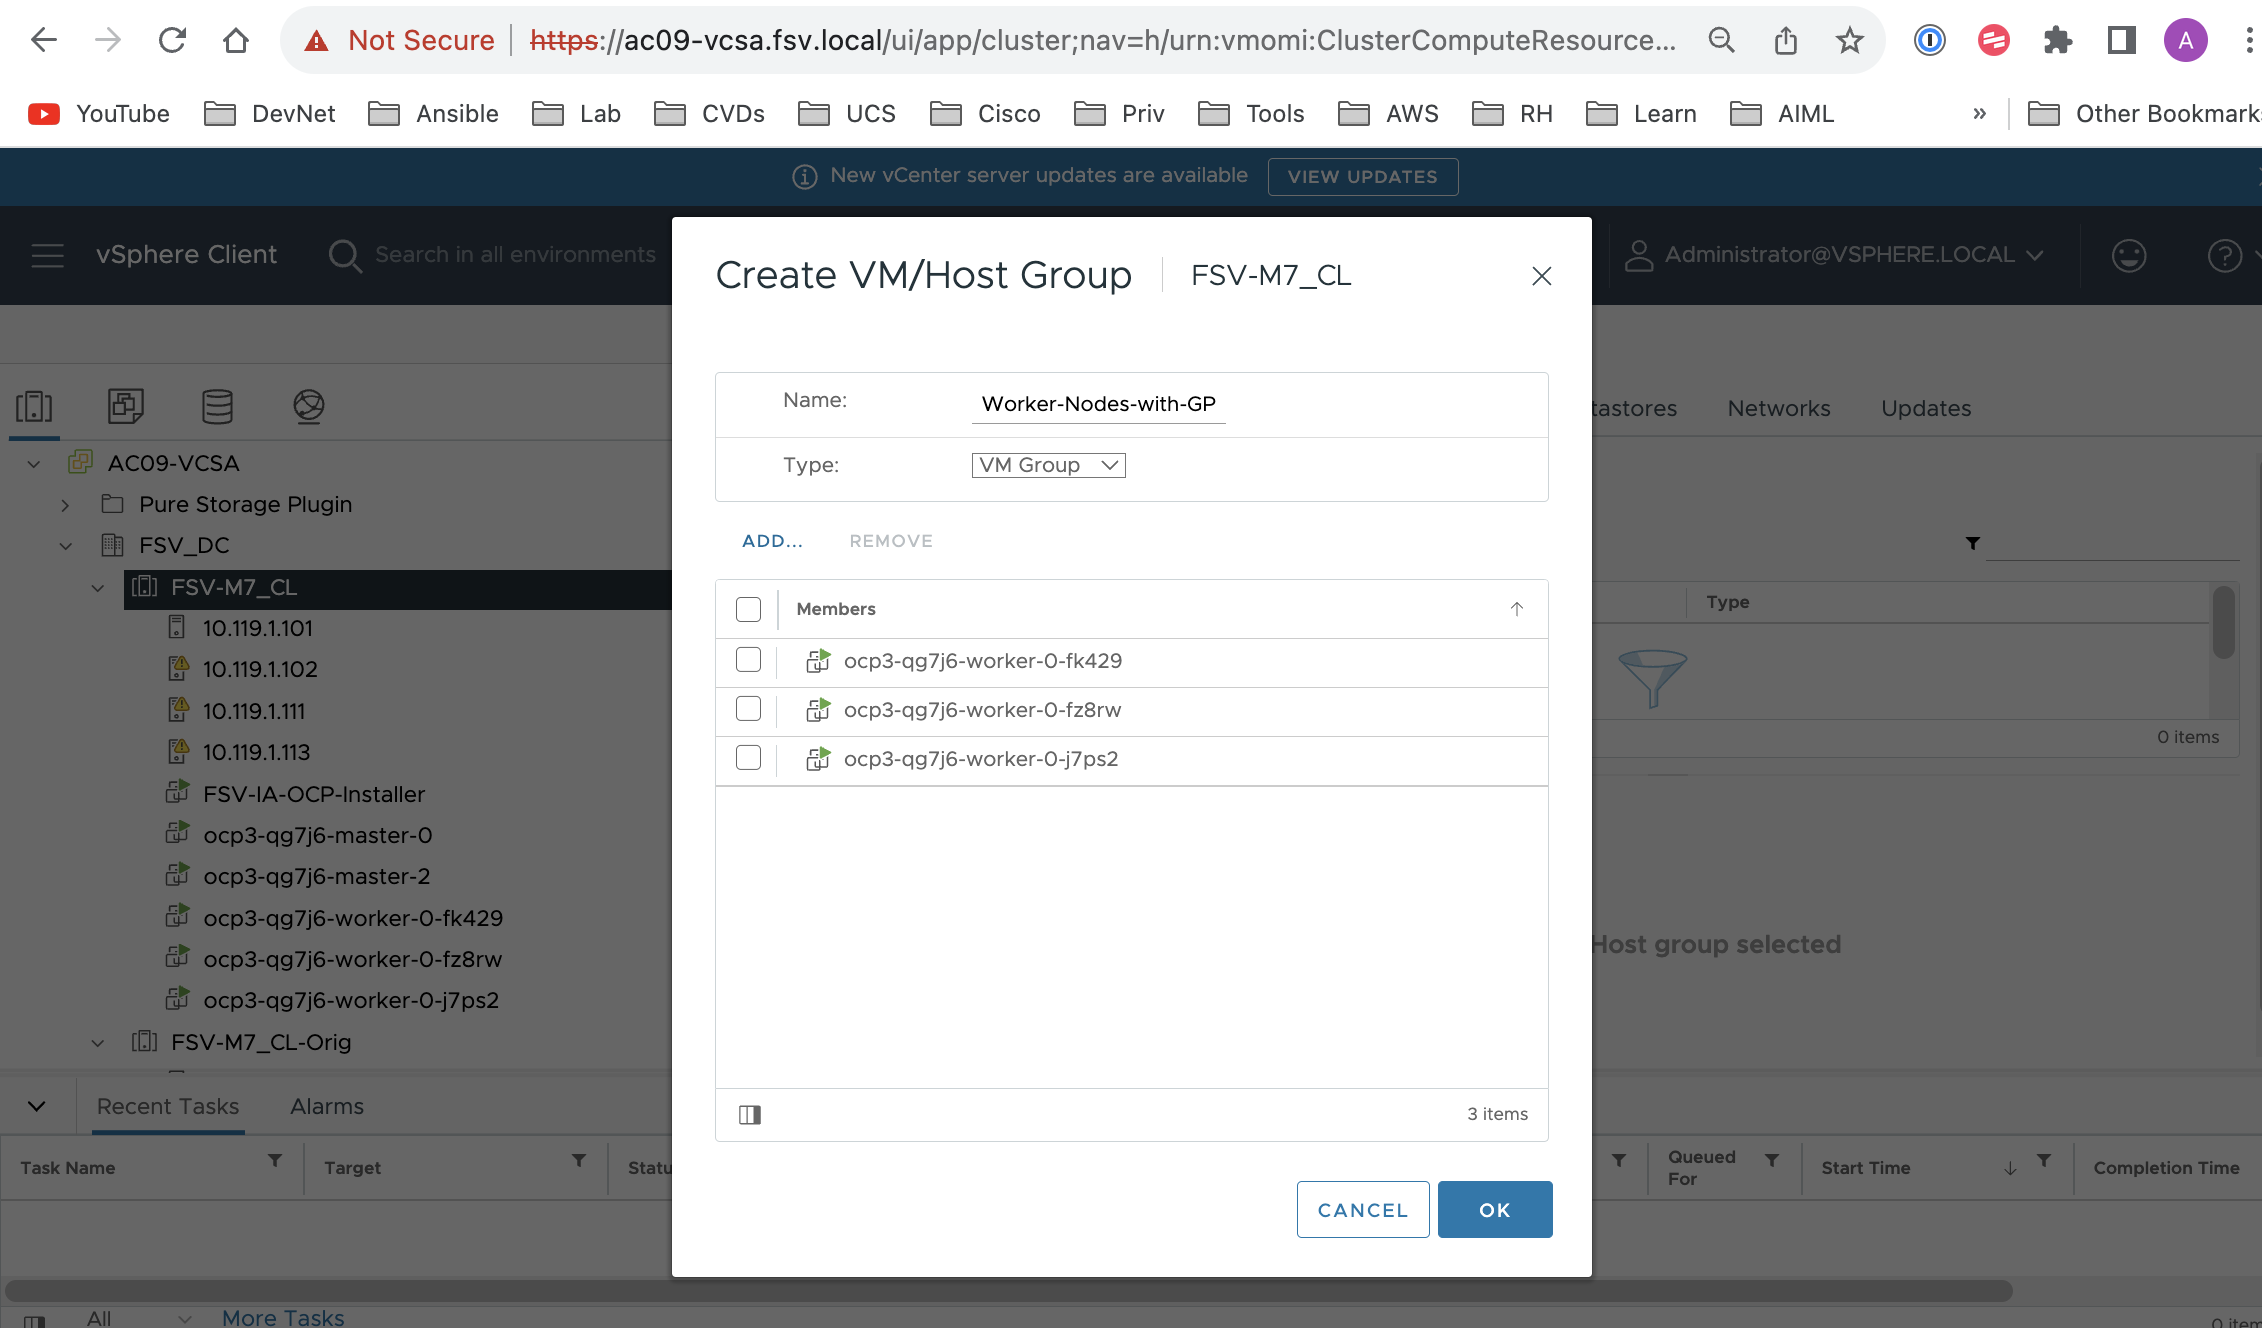 Not Secure
https://ac09-vcsa.fsv.local/ui/app/cluster;nav=h/urn:vmomi:ClusterComputeResource...
A
YouTube DevNet Ansible Lab CVDs UCS Cisco Priv Tools AWS RH Learn AIML » Other Bookmarks
New vCenter server updates are available VIEW UPDATES
vSphere Client Search in all environments Administrator@VSPHERE.LOCAL
Create VM/Host Group FSV-M7_CL
Name: Worker-Nodes-with-GP
Type: VM Group
ADD... REMOVE
Members
ocp3-qg7j6-worker-0-fk429
ocp3-qg7j6-worker-0-fz8rw
ocp3-qg7j6-worker-0-j7ps2
3 items
CANCEL OK
AC09-VCSA
Pure Storage Plugin
FSV_DC
FSV-M7_CL
10.119.1.101
10.119.1.102
10.119.1.111
10.119.1.113
FSV-IA-OCP-Installer
ocp3-qg7j6-master-0
ocp3-qg7j6-master-2
ocp3-qg7j6-worker-0-fk429
ocp3-qg7j6-worker-0-fz8rw
ocp3-qg7j6-worker-0-j7ps2
FSV-M7_CL-Orig
tastores Networks Updates
Type
0 items
Host group selected
Recent Tasks Alarms
Task Name Target Statu Queued For Start Time Completion Time
All More Tasks
0 item